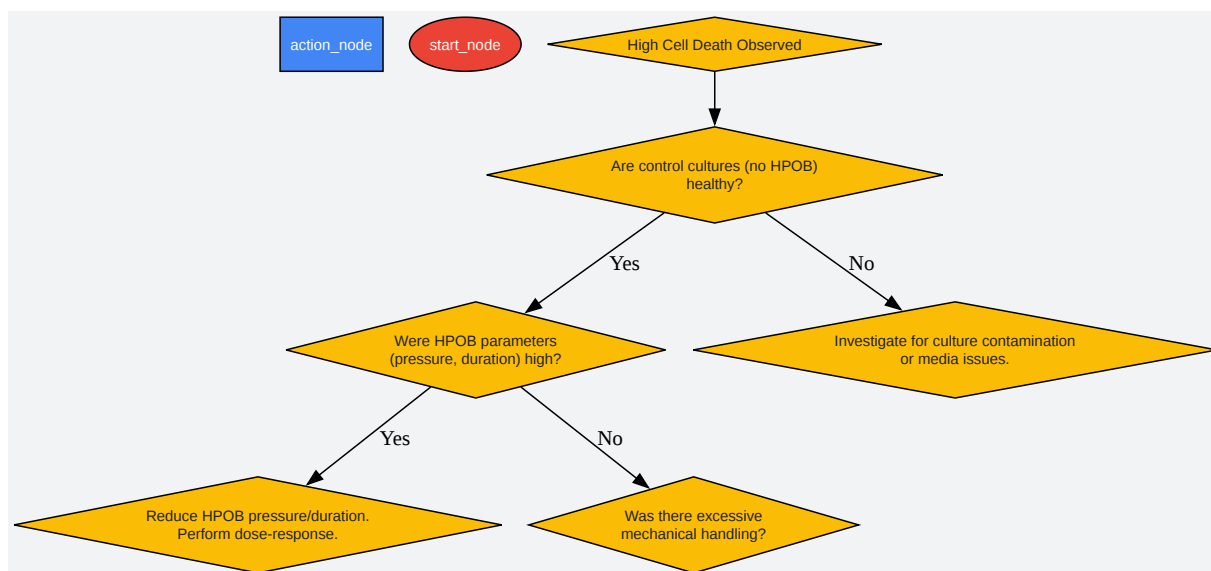 action_node
start_node
High Cell Death Observed
Are control cultures (no HPOB)
healthy?
Yes
No
Were HPOB parameters
(pressure, duration) high?
Investigate for culture contamination
or media issues.
Yes
No
Reduce HPOB pressure/duration.
Perform dose-response.
Was there excessive
mechanical handling?